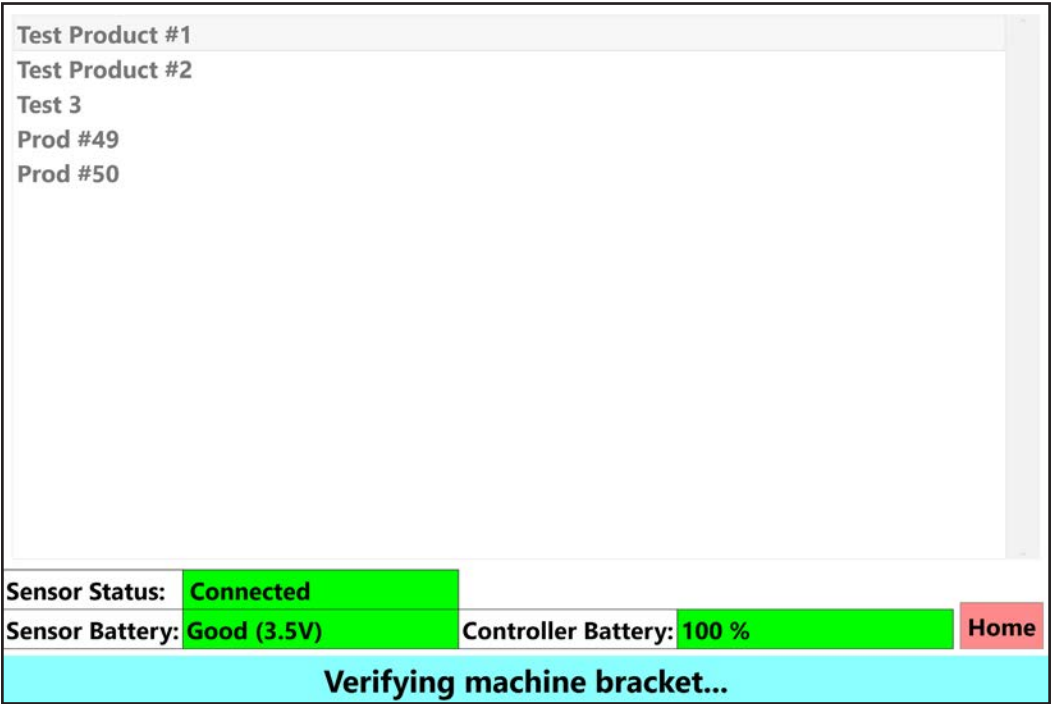 Test Product #1
Test Product #2
Test 3
Prod #49
Prod #50
Sensor Status: Connected
Sensor Battery: Good (3.5V) Controller Battery: 100 % Home
Verifying machine bracket...